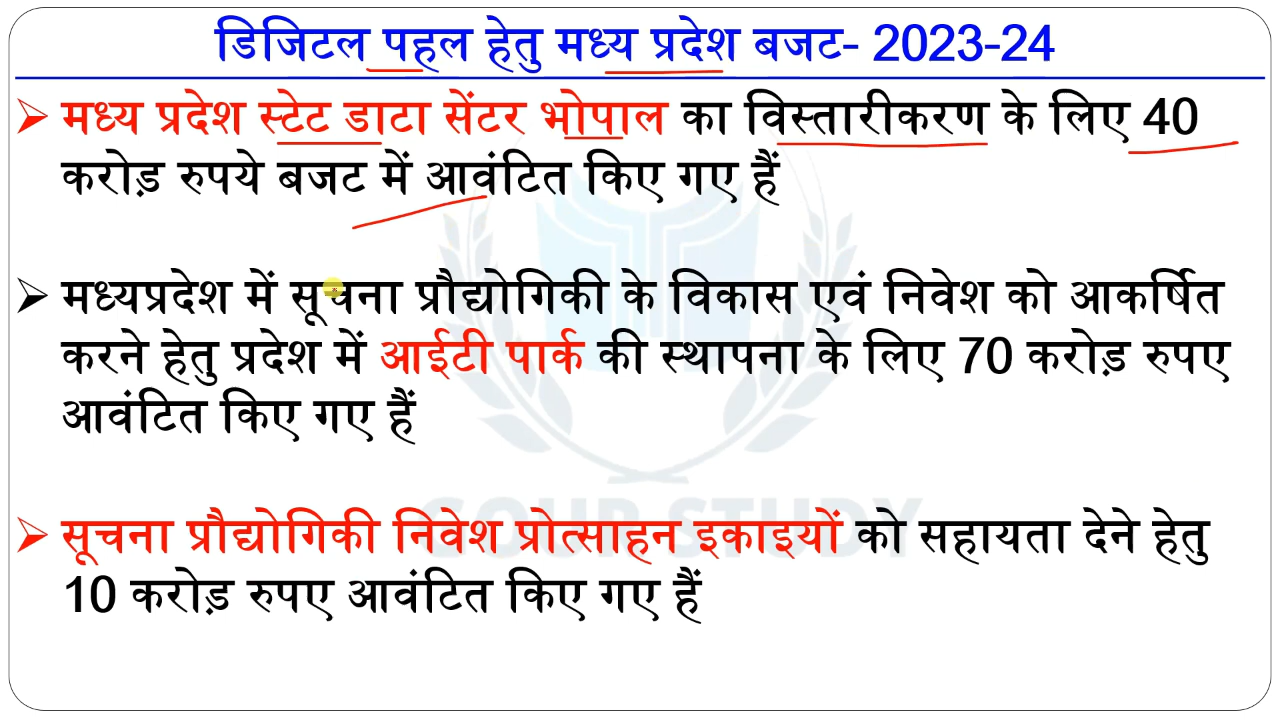 डिजिटल पहल हेतु मध्य प्रदेश बजट- 2023-24
मध्य प्रदेश स्टेट डाटा सेंटर भोपाल का विस्तारीकरण के लिए 40
करोड़ रुपये बजट में आवंटित किए गए हैं
मध्यप्रदेश में सूचना प्रौद्योगिकी के विकास एवं निवेश को आकर्षित
करने हेतु प्रदेश में आईटी पार्क की स्थापना के लिए 70 करोड़ रुपए
आवंटित किए गए हैं
सूचना प्रौद्योगिकी निवेश प्रोत्साहन इकाइयों को सहायता देने हेतु
10 करोड़ रुपए आवंटित किए गए हैं